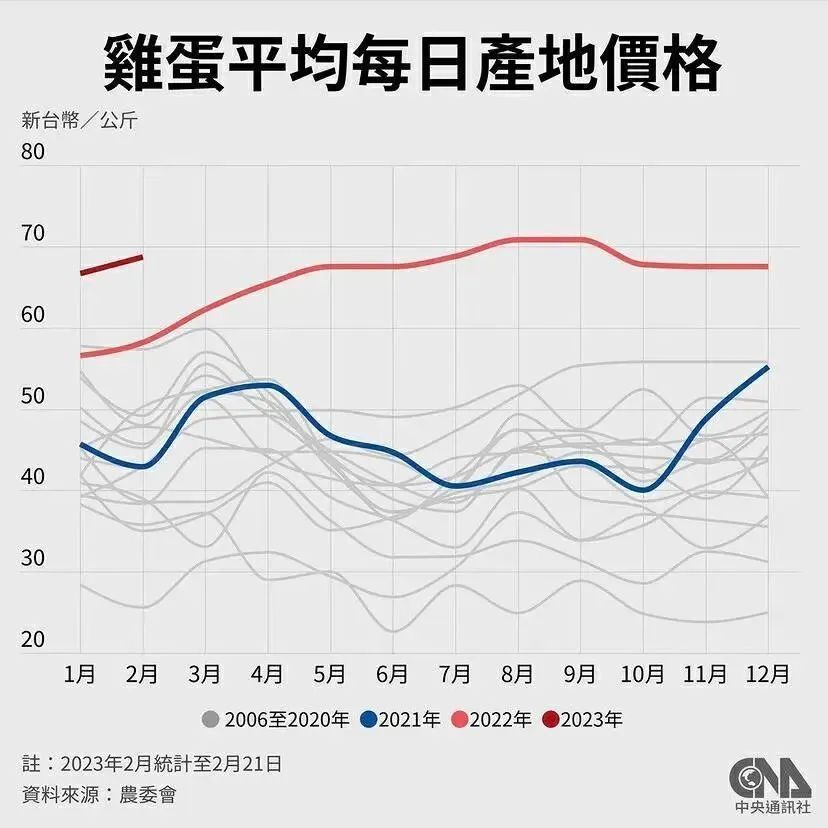 雞蛋平均每日產地價格
新台幣／公斤
80
70
60
50
40
30
20
1月 2月 3月 4月 5月 6月 7月 8月 9月 10月 11月 12月
2006至2020年 2021年 2022年 2023年
註：2023年2月統計至2月21日
資料來源：農委會
CNA
中央通訊社